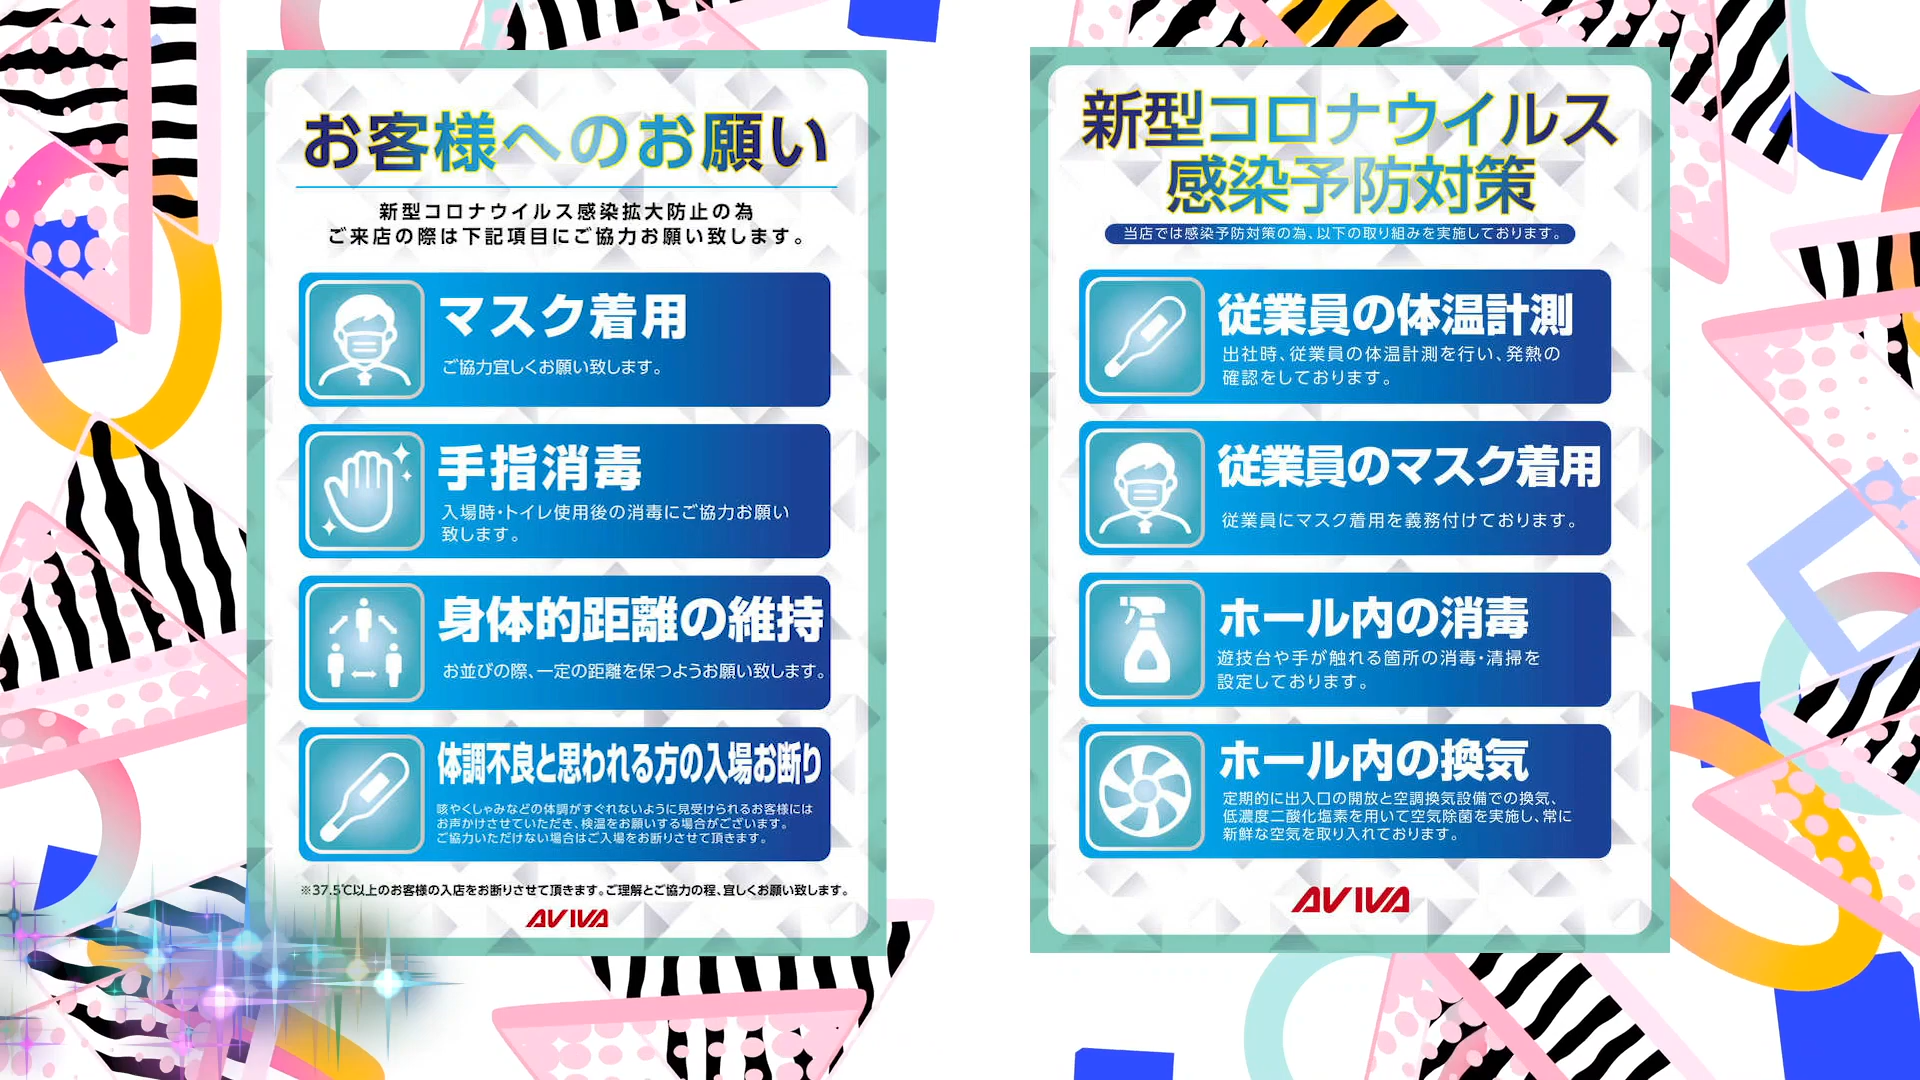 お客様へのお願い
新型コロナウイルス感染拡大防止の為
ご来店の際は下記項目にご協力お願い致します。
マスク着用
ご協力宜しくお願い致します。
手指消毒
入場時・トイレ使用後の消毒にご協力お願い
致します。
身体的距離の維持
お並びの際、一定の距離を保つようお願い致します。
体調不良と思われる方の入場お断り
咳やくしゃみなどの体調がすぐれないように見受けられるお客様には
お声かけさせていただき、検温をお願いする場合がございます。
ご協力いただけない場合はご入場をお断りさせて頂きます。
※37.5℃以上のお客様の入店をお断りさせて頂きます。ご理解とご協力の程、宜しくお願い致します。
AVIVA
新型コロナウイルス
感染予防対策
当店では感染予防対策の為、以下の取り組みを実施しております。
従業員の体温計測
出社時、従業員の体温計測を行い、発熱の
確認をしております。
従業員のマスク着用
従業員にマスク着用を義務付けております。
ホール内の消毒
遊技台や手が触れる箇所の消毒・清掃を
設定しております。
ホール内の換気
定期的に出入口の開放と空調換気設備での換気、
低濃度二酸化塩素を用いて空気除菌を実施し、常に
新鮮な空気を取り入れております。
AVIVA